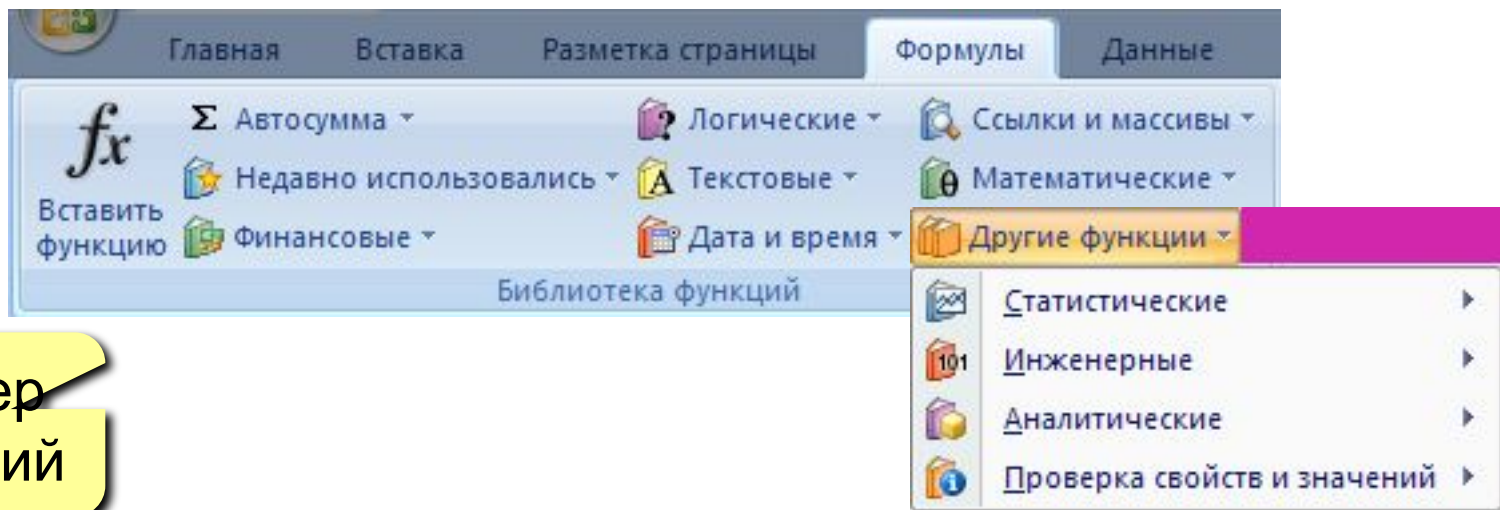 Главная Вставка Разметка страницы Формулы Данные
fx
Вставить
функцию
Σ Автосумма
Недавно использовались
Финансовые
Логические
Текстовые
Дата и время
Ссылки и массивы
Математические
Другие функции
Библиотека функций
Статистические
Инженерные
Аналитические
Проверка свойств и значений